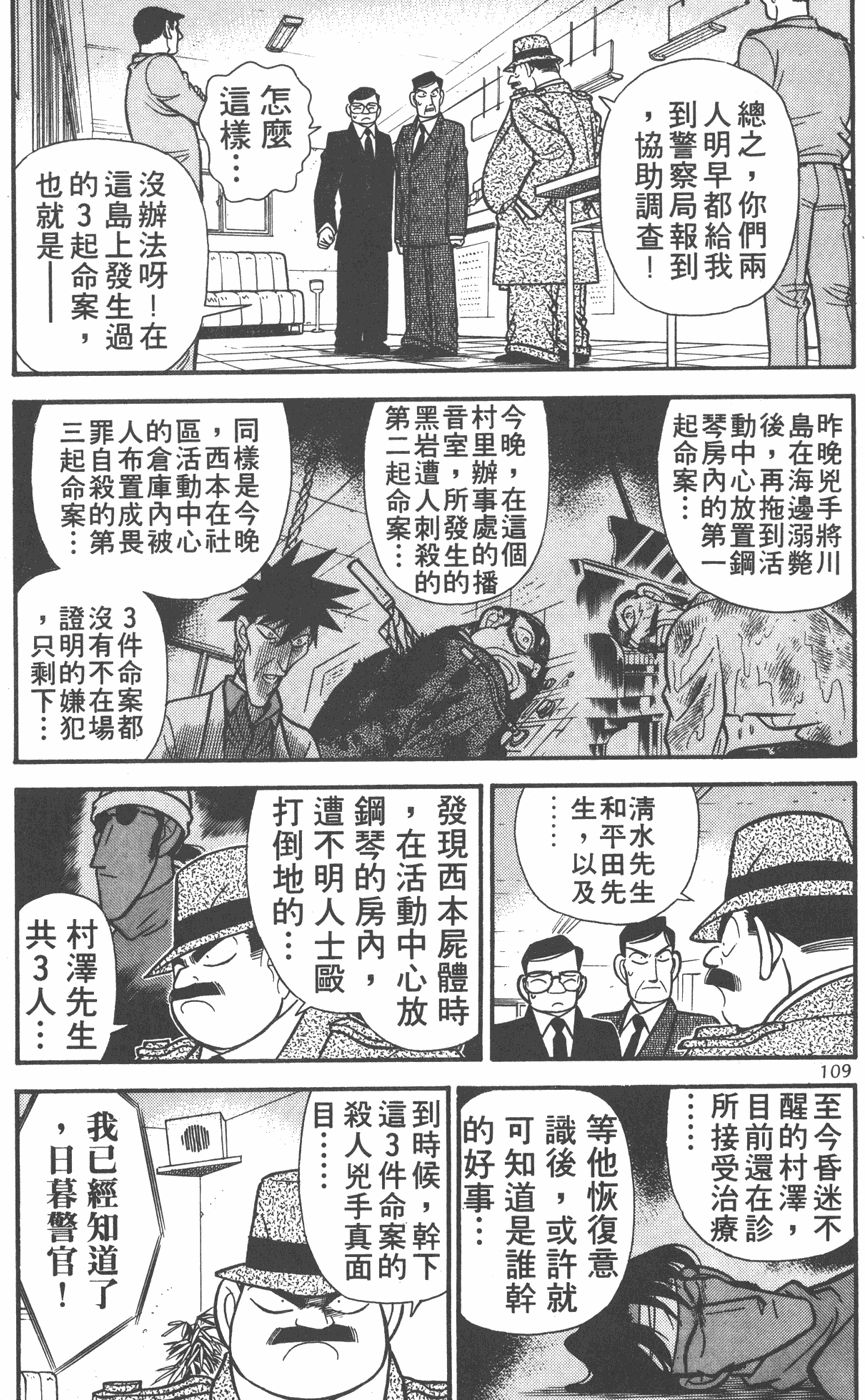 總之，你們兩
人明早都給我
到警察局報到
，協助調查！
怎麼
這樣…
沒辦法呀！在
這島上發生過
的3起命案，
也就是——
昨晚兇手將川
島在海邊溺斃
後，再拖到活
動中心放置鋼
琴房內的第一
起命案…
今晚，在這個
村里辦事處的播
音室，所發生的
黑岩遭人刺殺的
第二起命案…
同樣是今晚
，西本在社
區活動中心
的倉庫內被
人布置成畏
罪自殺的第
三起命案…
3件命案都
沒有不在場
證明的嫌犯
，只剩下…
清水先生
和平田先
生，以及
……
發現西本屍體時
，在活動中心放
鋼琴的房內，
遭不明人士毆
打倒地的…
村澤先生
共3人…
109
至今昏迷不
醒的村澤，
目前還在診
所接受治療
……
等他恢復意
識後，或許就
可知道是誰幹
的好事…
到時候，幹下
這3件命案的
殺人兇手真面
目……
我已經知道了
，目暮警官！